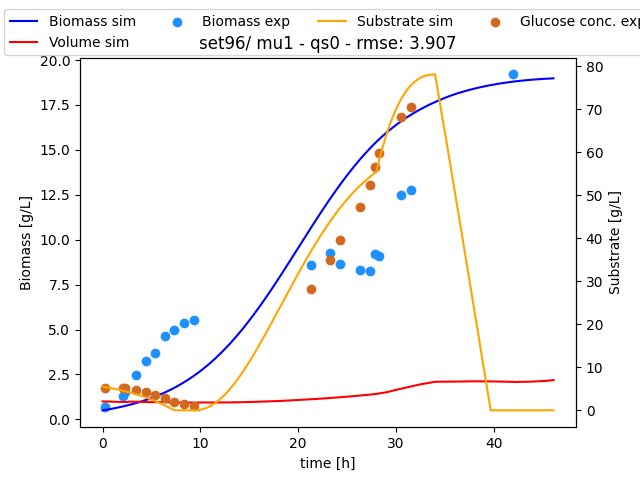 Biomass sim
Biomass exp
Substrate sim
Glucose conc. exp
Volume sim
set96/ mu1 - qs0 - rmse: 3.907
20.0
17.5
15.0
12.5
10.0
7.5
5.0
2.5
0.0
Biomass [g/L]
80
70
60
50
40
30
20
10
0
Substrate [g/L]
0
10
20
30
40
time [h]